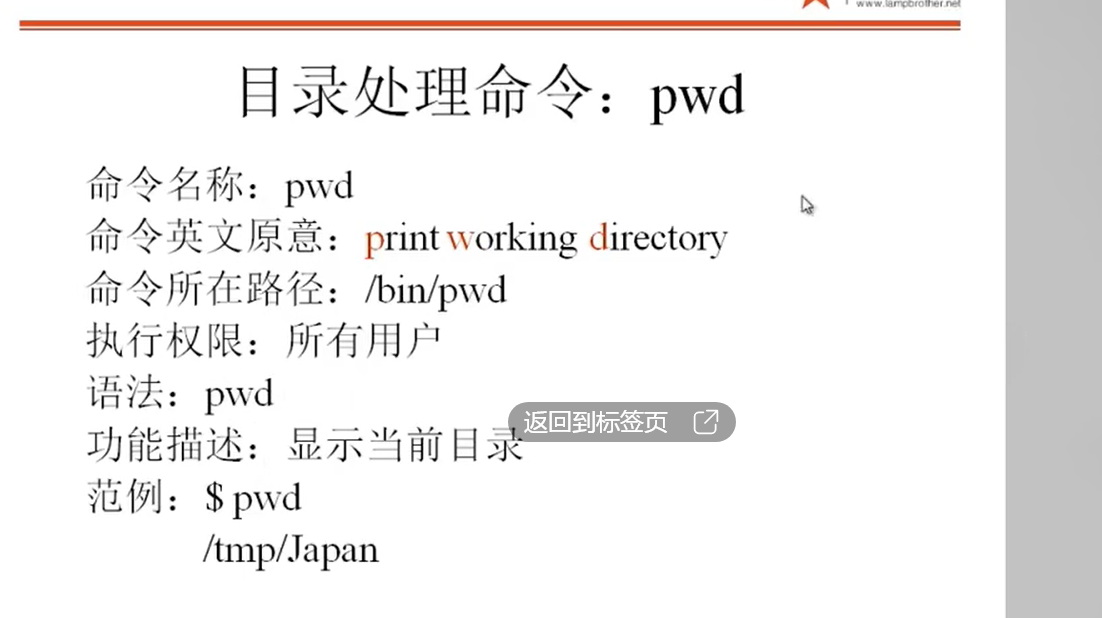 www.lampbrother.net
目录处理命令：pwd
命令名称：pwd
命令英文原意：print working directory
命令所在路径：/bin/pwd
执行权限：所有用户
语法：pwd
返回到标签页
功能描述：显示当前目录
范例：$ pwd
/tmp/Japan